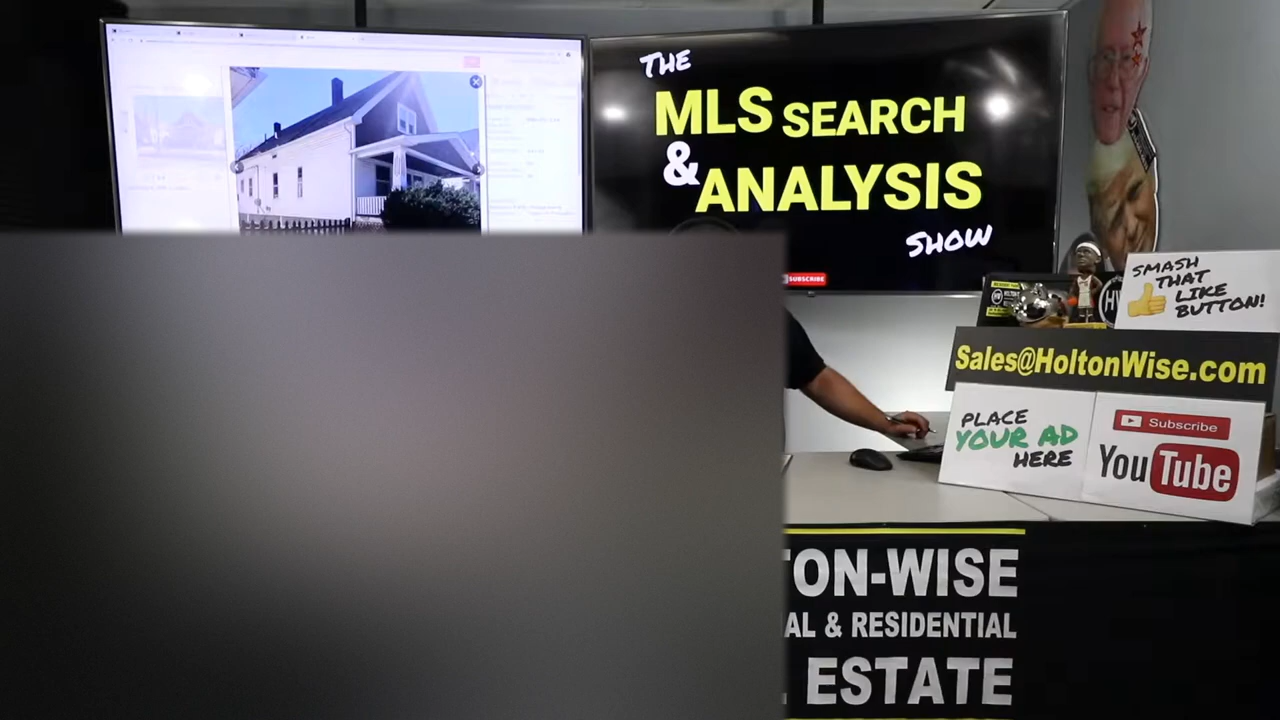 THE
MLS SEARCH
&
ANALYSIS
SHOW
SUBSCRIBE
SMASH
THAT
LIKE
BUTTON!
Sales@HoltonWise.com
PLACE
YOUR AD
HERE
Subscribe
YouTube
TON-WISE
AL & RESIDENTIAL
ESTATE